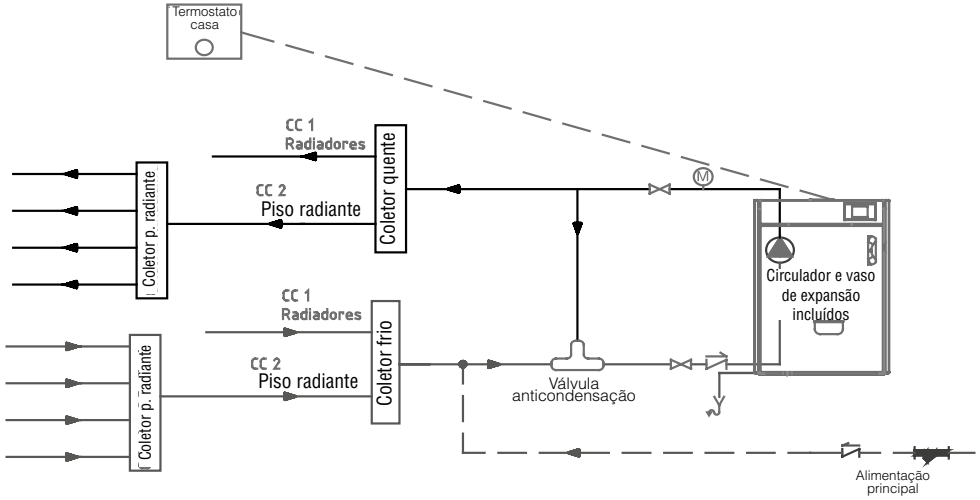 Termostato
casa
CC 1
Radiadores
Coletor quente
CC 2
Piso radiante
Coletor p. radiante
M
Circulador e vaso
de expansão
incluídos
CC 1
Radiadores
Coletor frio
CC 2
Piso radiante
Coletor p. radiante
Válvula
anticondensação
Alimentação
principal